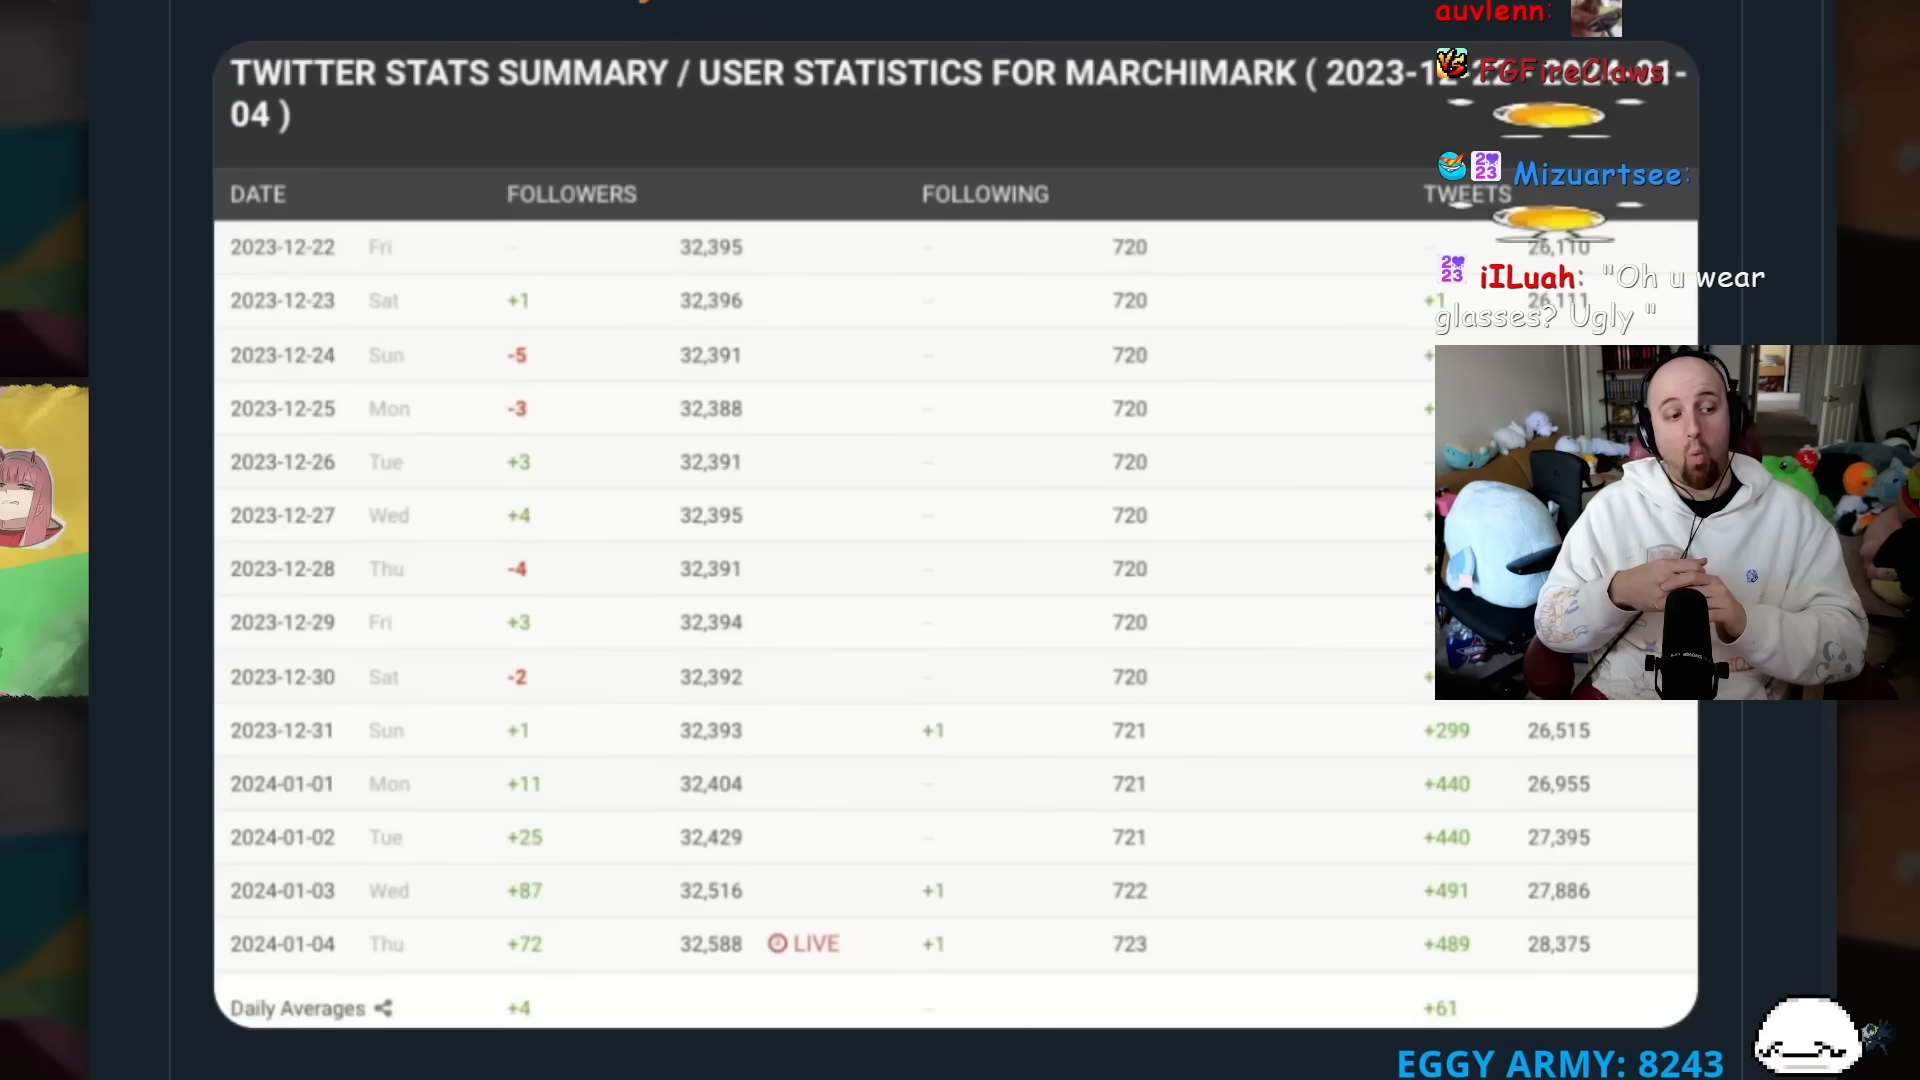 auvlenn:
TWITTER STATS SUMMARY / USER STATISTICS FOR MARCHIMARK ( 2023-12-22 - 2024-01-
04 )
FGFireClaws
Mizuartsee:
DATE FOLLOWERS FOLLOWING TWEETS
2023-12-22 Fri -- 32,395 -- 720 -- 26,110
iILuah: "Oh u wear
glasses? Ugly "
2023-12-23 Sat +1 32,396 -- 720 +1 26,111
2023-12-24 Sun -5 32,391 -- 720 +
2023-12-25 Mon -3 32,388 -- 720 +
2023-12-26 Tue +3 32,391 -- 720 --
2023-12-27 Wed +4 32,395 -- 720 +
2023-12-28 Thu -4 32,391 -- 720 +
2023-12-29 Fri +3 32,394 -- 720 --
2023-12-30 Sat -2 32,392 -- 720 +
2023-12-31 Sun +1 32,393 +1 721 +299 26,515
2024-01-01 Mon +11 32,404 -- 721 +440 26,955
2024-01-02 Tue +25 32,429 -- 721 +440 27,395
2024-01-03 Wed +87 32,516 +1 722 +491 27,886
2024-01-04 Thu +72 32,588 LIVE +1 723 +489 28,375
Daily Averages +4 -- +61
EGGY ARMY: 8243